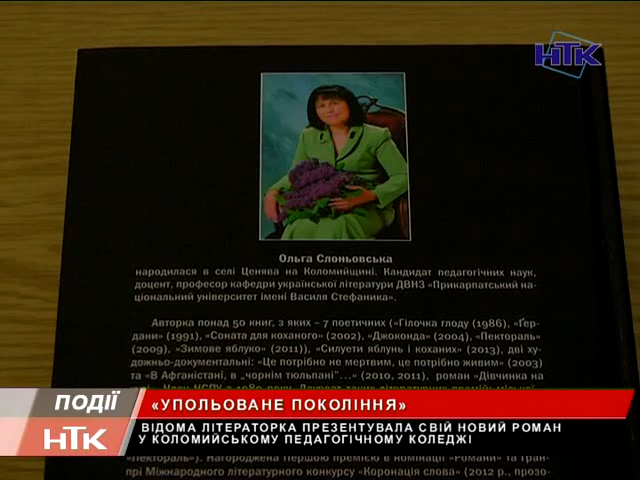 НТК
Ольга Слоньовська
народилася в селі Ценява на Коломийщині. Кандидат педагогічних наук,
доцент, професор кафедри української літератури ДВНЗ «Прикарпатський на-
ціональний університет імені Василя Стефаника».
Авторка понад 50 книг, з яких – 7 поетичних («Гілочка глоду (1986), «Ґер-
дани» (1991), «Соната для коханого» (2002), «Джоконда» (2004), «Пектораль»
(2009), «Зимове яблуко» (2011)), «Силуети яблунь і коханих» (2013), дві ху-
дожньо-документальні: «Це потрібно не мертвим, це потрібно живим» (2003)
та «В Афганістані, в „чорнім тюльпані“...» (2010, 2011), роман «Дівчинка на
ПОДІЇ
«УПОЛЬОВАНЕ ПОКОЛІННЯ»
НТК
ВІДОМА ЛІТЕРАТОРКА ПРЕЗЕНТУВАЛА СВІЙ НОВИЙ РОМАН
У КОЛОМИЙСЬКОМУ ПЕДАГОГІЧНОМУ КОЛЕДЖІ
«Пектораль»). Нагороджена Першою премією в номінації «Романи» та Гран-
прі Міжнародного літературного конкурсу «Коронація слова» (2012 р., прозо-